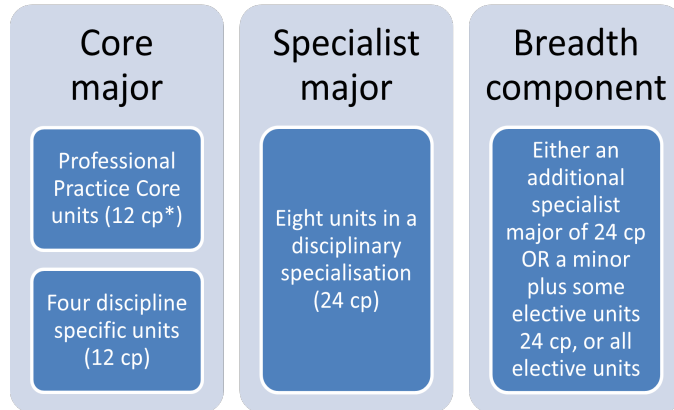 Core
major
Professional
Practice Core
units (12 cp*)
Four discipline
specific units
(12 cp)
Specialist
major
Eight units in a
disciplinary
specialisation
(24 cp)
Breadth
component
Either an
additional
specialist
major of 24 cp
OR a minor
plus some
elective units
24 cp, or all
elective units